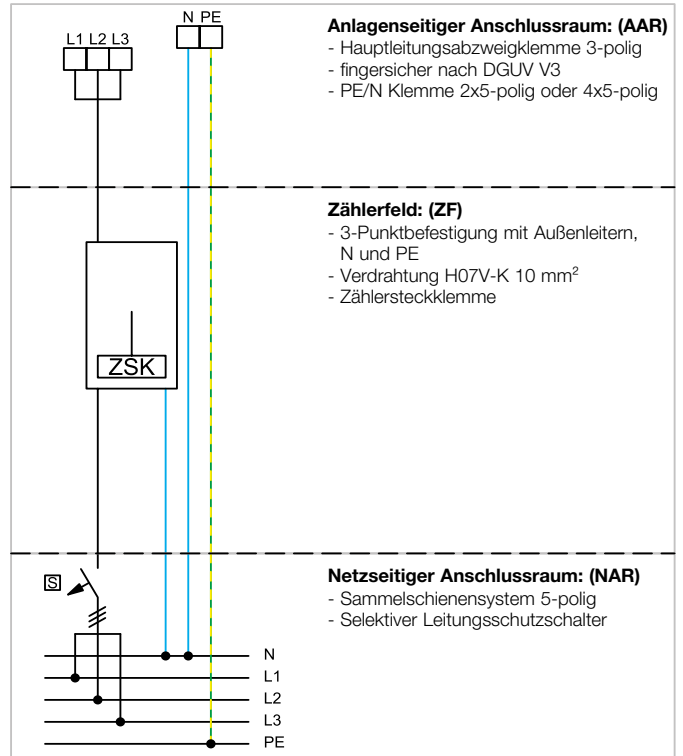 N PE
L1 L2 L3
Anlagenseitiger Anschlussraum: (AAR)
- Hauptleitungsabzweigklemme 3-polig
- fingersicher nach DGUV V3
- PE/N Klemme 2x5-polig oder 4x5-polig
Zählerfeld: (ZF)
- 3-Punktbefestigung mit Außenleitern,
N und PE
- Verdrahtung H07V-K 10 mm²
- Zählersteckklemme
ZSK
Netzseitiger Anschlussraum: (NAR)
- Sammelschienensystem 5-polig
- Selektiver Leitungsschutzschalter
S
N
L1
L2
L3
PE